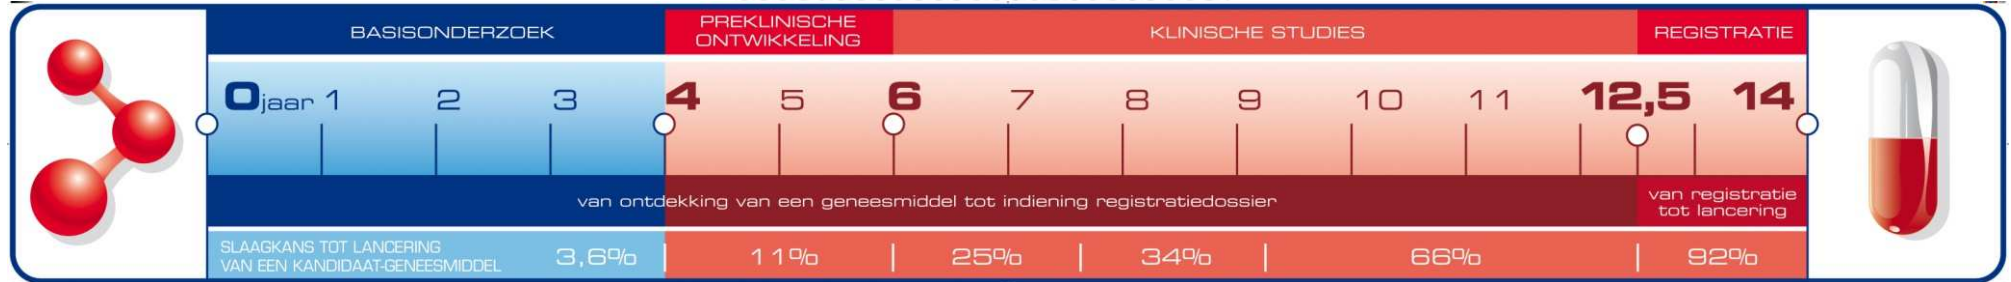 BASISONDERZOEK
PREKLINISCHE
ONTWIKKELING
KLINISCHE STUDIES
REGISTRATIE
0 jaar 1 2 3 4 5 6 7 8 9 10 11 12,5 14
van ontdekking van een geneesmiddel tot indiening registratiedossier
van registratie
tot lancering
SLAAGKANS TOT LANCERING
VAN EEN KANDIDAAT-GENEESMIDDEL
3,6% 11% 25% 34% 66% 92%